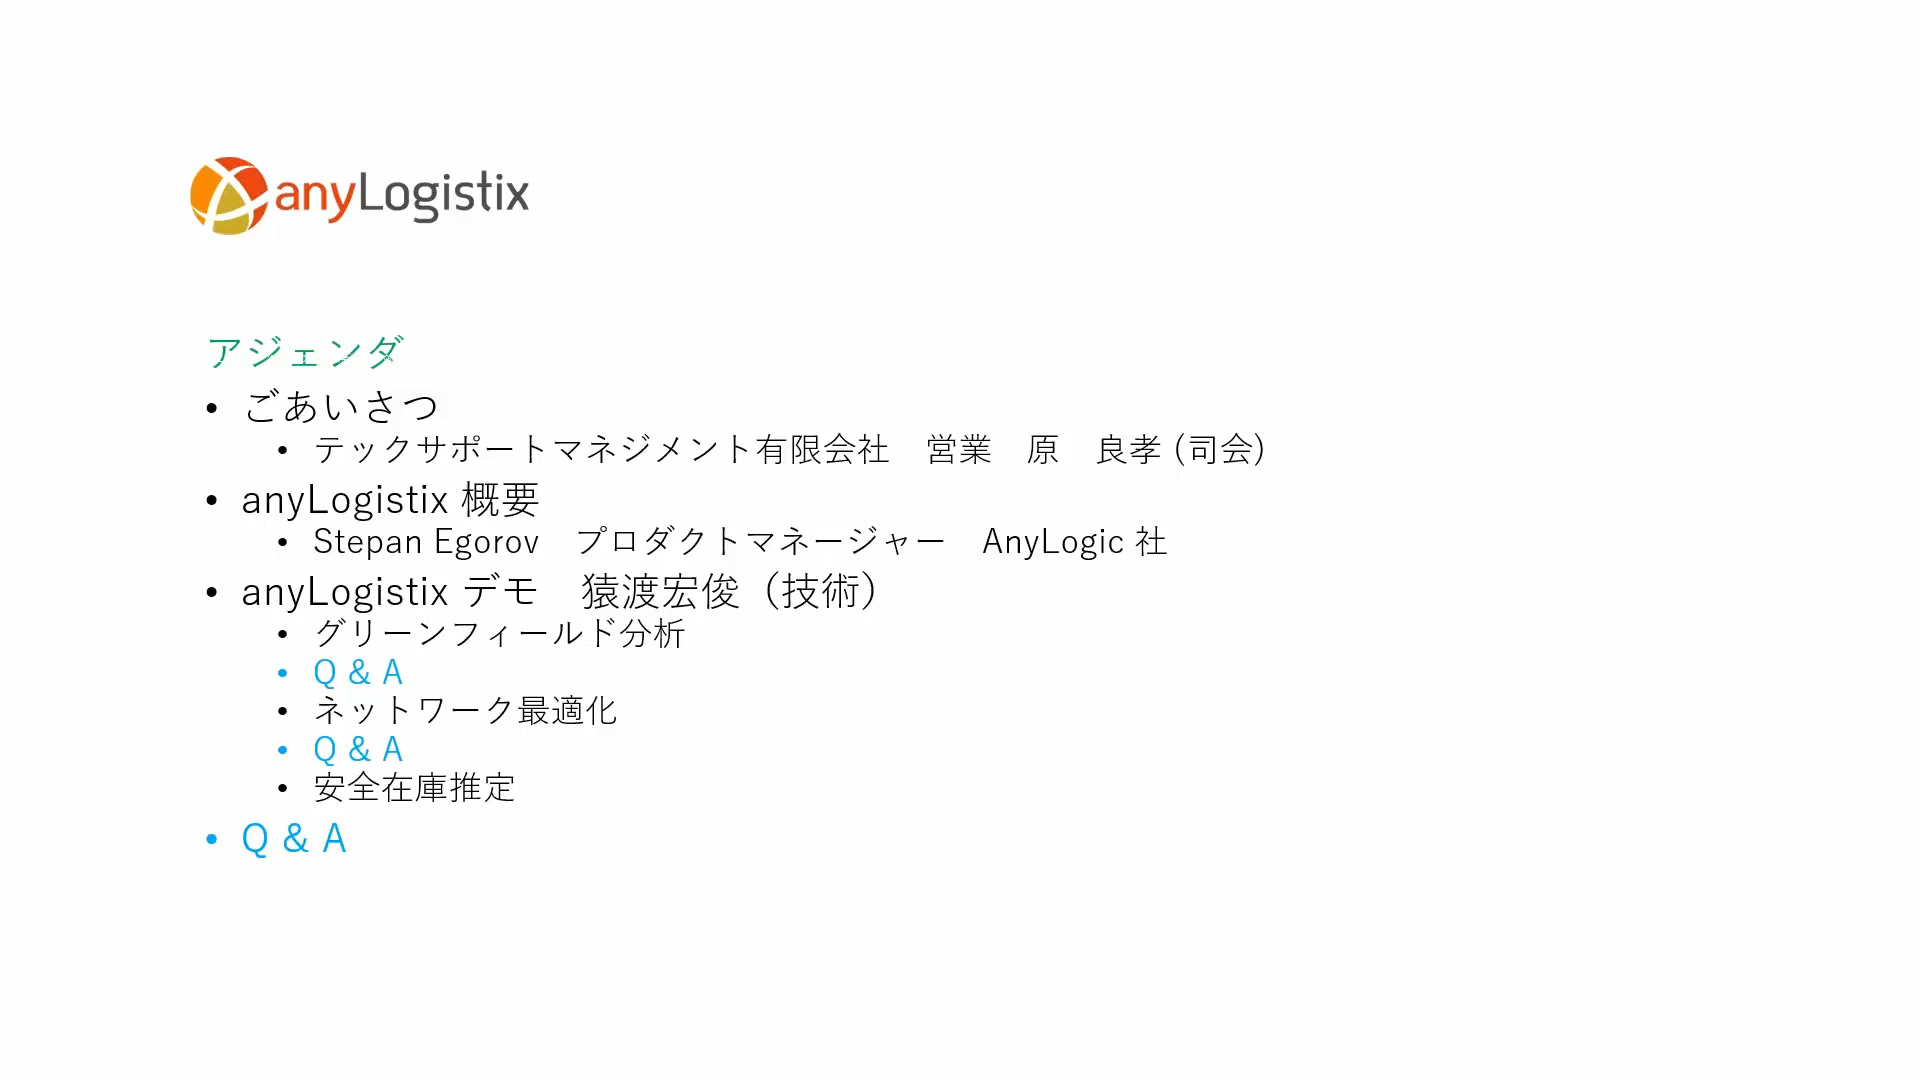 anyLogistix
アジェンダ
• ごあいさつ
• テックサポートマネジメント有限会社　営業　原　良孝 (司会)
• anyLogistix 概要
• Stepan Egorov　プロダクトマネージャー　AnyLogic 社
• anyLogistix デモ　猿渡宏俊（技術）
• グリーンフィールド分析
• Q & A
• ネットワーク最適化
• Q & A
• 安全在庫推定
• Q & A